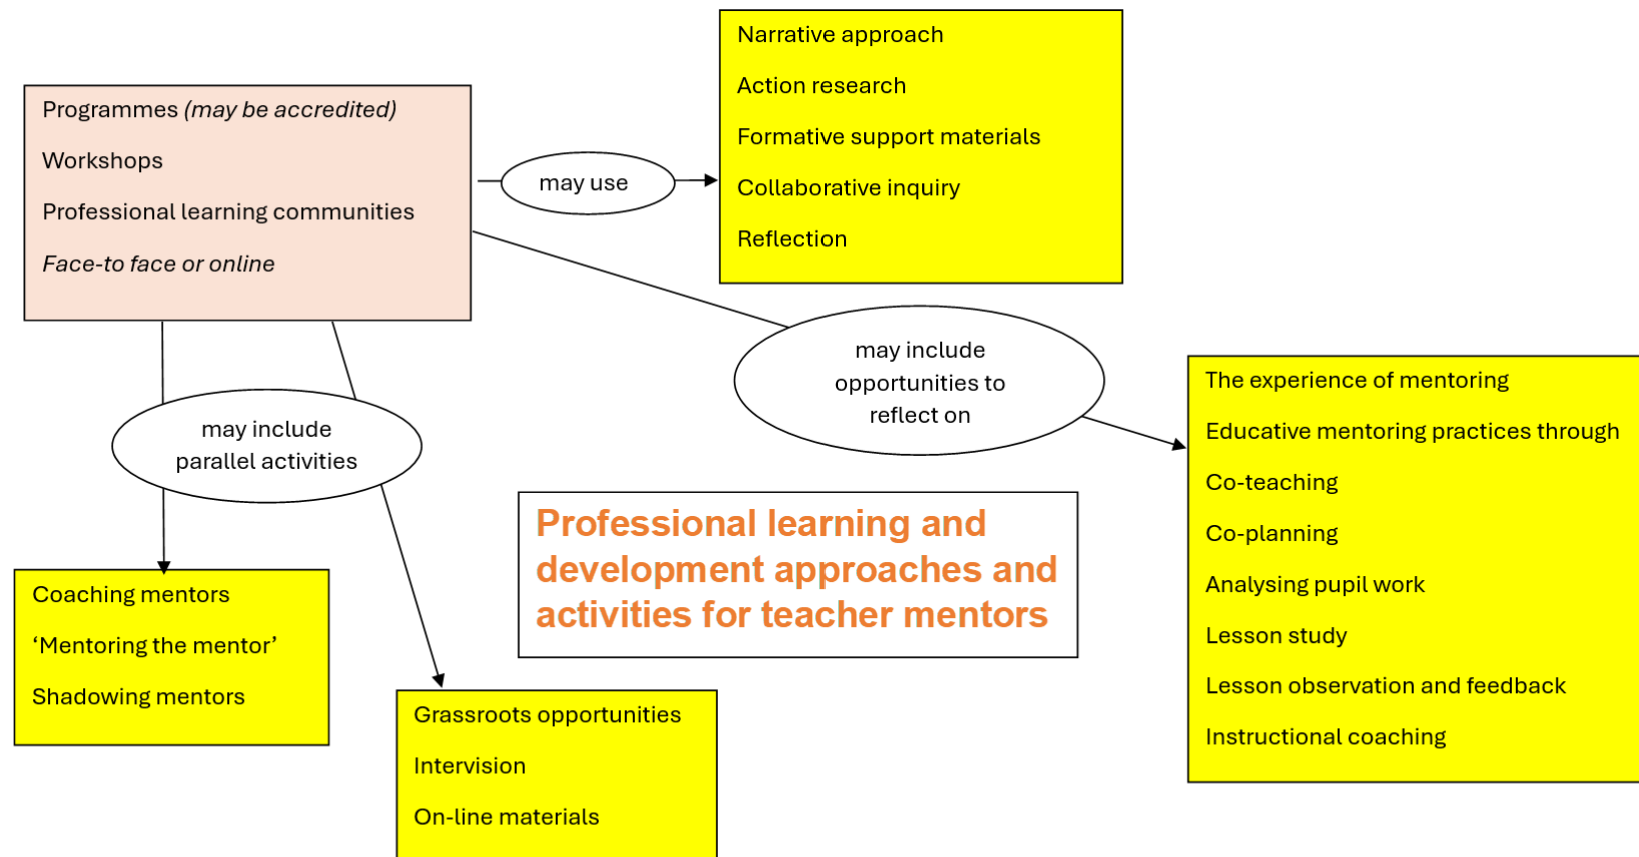 Programmes (may be accredited)
Workshops
Professional learning communities
Face-to face or online
may use
Narrative approach
Action research
Formative support materials
Collaborative inquiry
Reflection
may include
opportunities to
reflect on
The experience of mentoring
Educative mentoring practices through
Co-teaching
Co-planning
Analysing pupil work
Lesson study
Lesson observation and feedback
Instructional coaching
may include
parallel activities
Professional learning and
development approaches and
activities for teacher mentors
Coaching mentors
‘Mentoring the mentor’
Shadowing mentors
Grassroots opportunities
Intervision
On-line materials